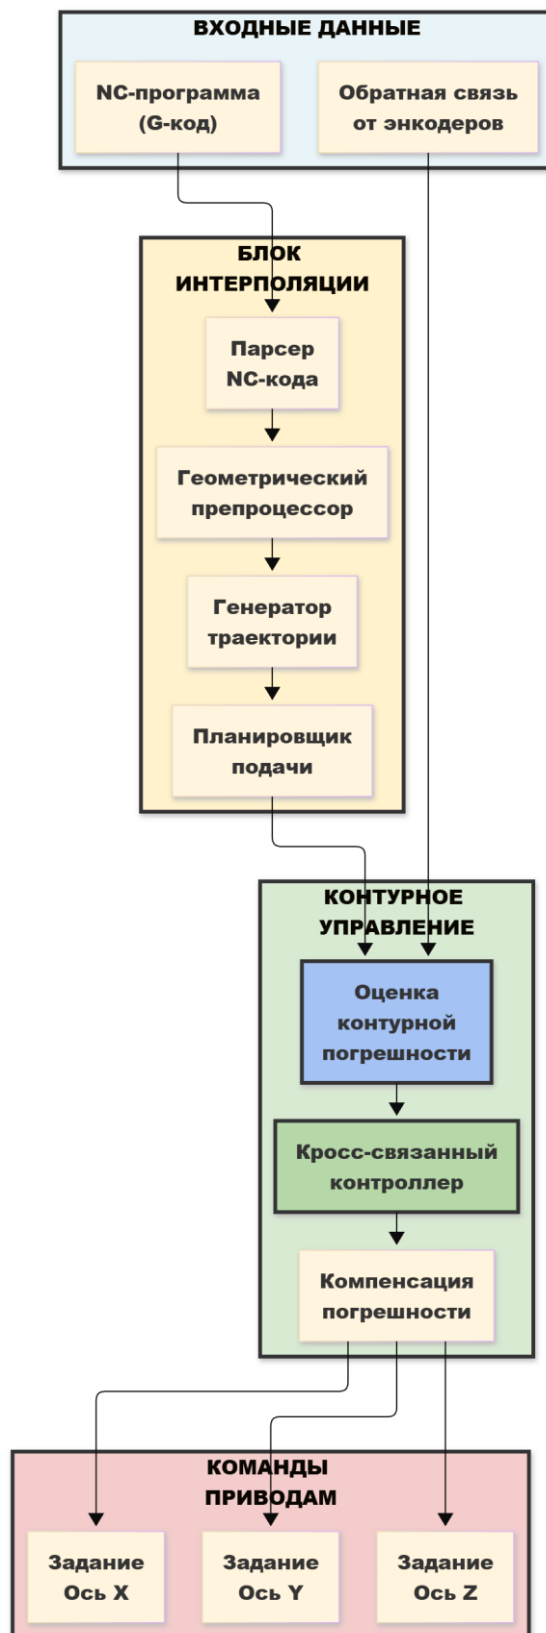 ВХОДНЫЕ ДАННЫЕ
NC-программа
(G-код)
Обратная связь
от энкодеров
БЛОК
ИНТЕРПОЛЯЦИИ
Парсер
NC-кода
Геометрический
препроцессор
Генератор
траектории
Планировщик
подачи
КОНТУРНОЕ
УПРАВЛЕНИЕ
Оценка
контурной
погрешности
Кросс-связанный
контроллер
Компенсация
погрешности
КОМАНДЫ
ПРИВОДАМ
Задание
Ось X
Задание
Ось Y
Задание
Ось Z